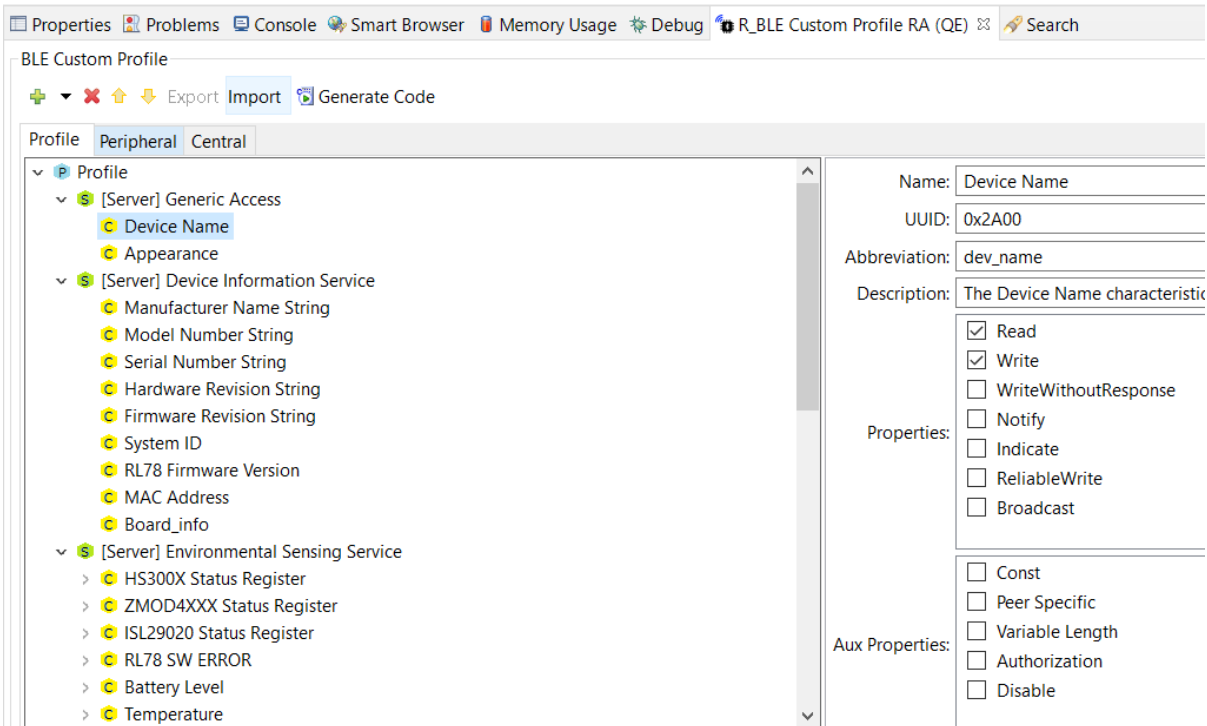 Properties Problems Console Smart Browser Memory Usage Debug R_BLE Custom Profile RA (QE) Search
BLE Custom Profile
Export Import Generate Code
Profile Peripheral Central
P Profile
S [Server] Generic Access
C Device Name
C Appearance
S [Server] Device Information Service
C Manufacturer Name String
C Model Number String
C Serial Number String
C Hardware Revision String
C Firmware Revision String
C System ID
C RL78 Firmware Version
C MAC Address
C Board_info
S [Server] Environmental Sensing Service
C HS300X Status Register
C ZMOD4XXX Status Register
C ISL29020 Status Register
C RL78 SW ERROR
C Battery Level
C Temperature
Name: Device Name
UUID: 0x2A00
Abbreviation: dev_name
Description: The Device Name characteristic
Properties:
Read
Write
WriteWithoutResponse
Notify
Indicate
ReliableWrite
Broadcast
Aux Properties:
Const
Peer Specific
Variable Length
Authorization
Disable